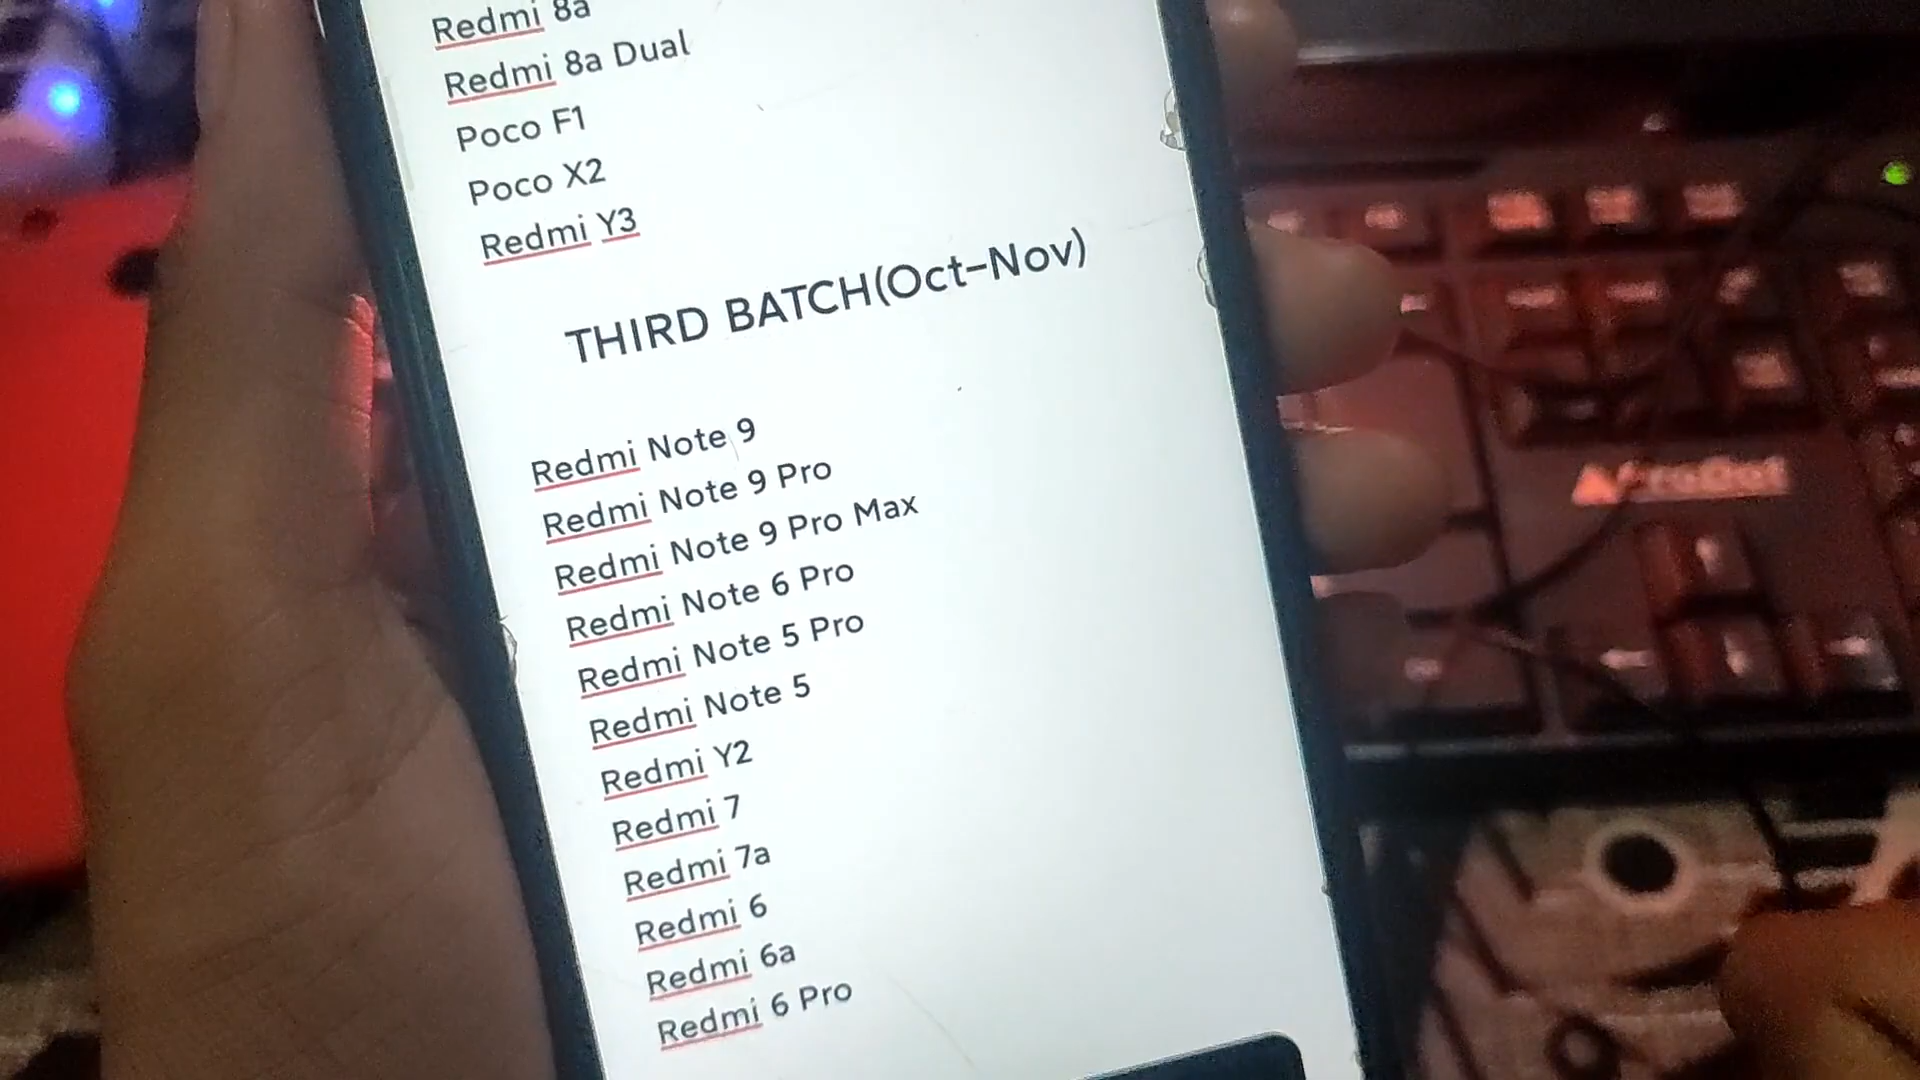 Redmi 8a
Redmi 8a Dual
Poco F1
Poco X2
Redmi Y3
THIRD BATCH(Oct-Nov)
Redmi Note 9
Redmi Note 9 Pro
Redmi Note 9 Pro Max
Redmi Note 6 Pro
Redmi Note 5 Pro
Redmi Note 5
Redmi Y2
Redmi 7
Redmi 7a
Redmi 6
Redmi 6a
Redmi 6 Pro